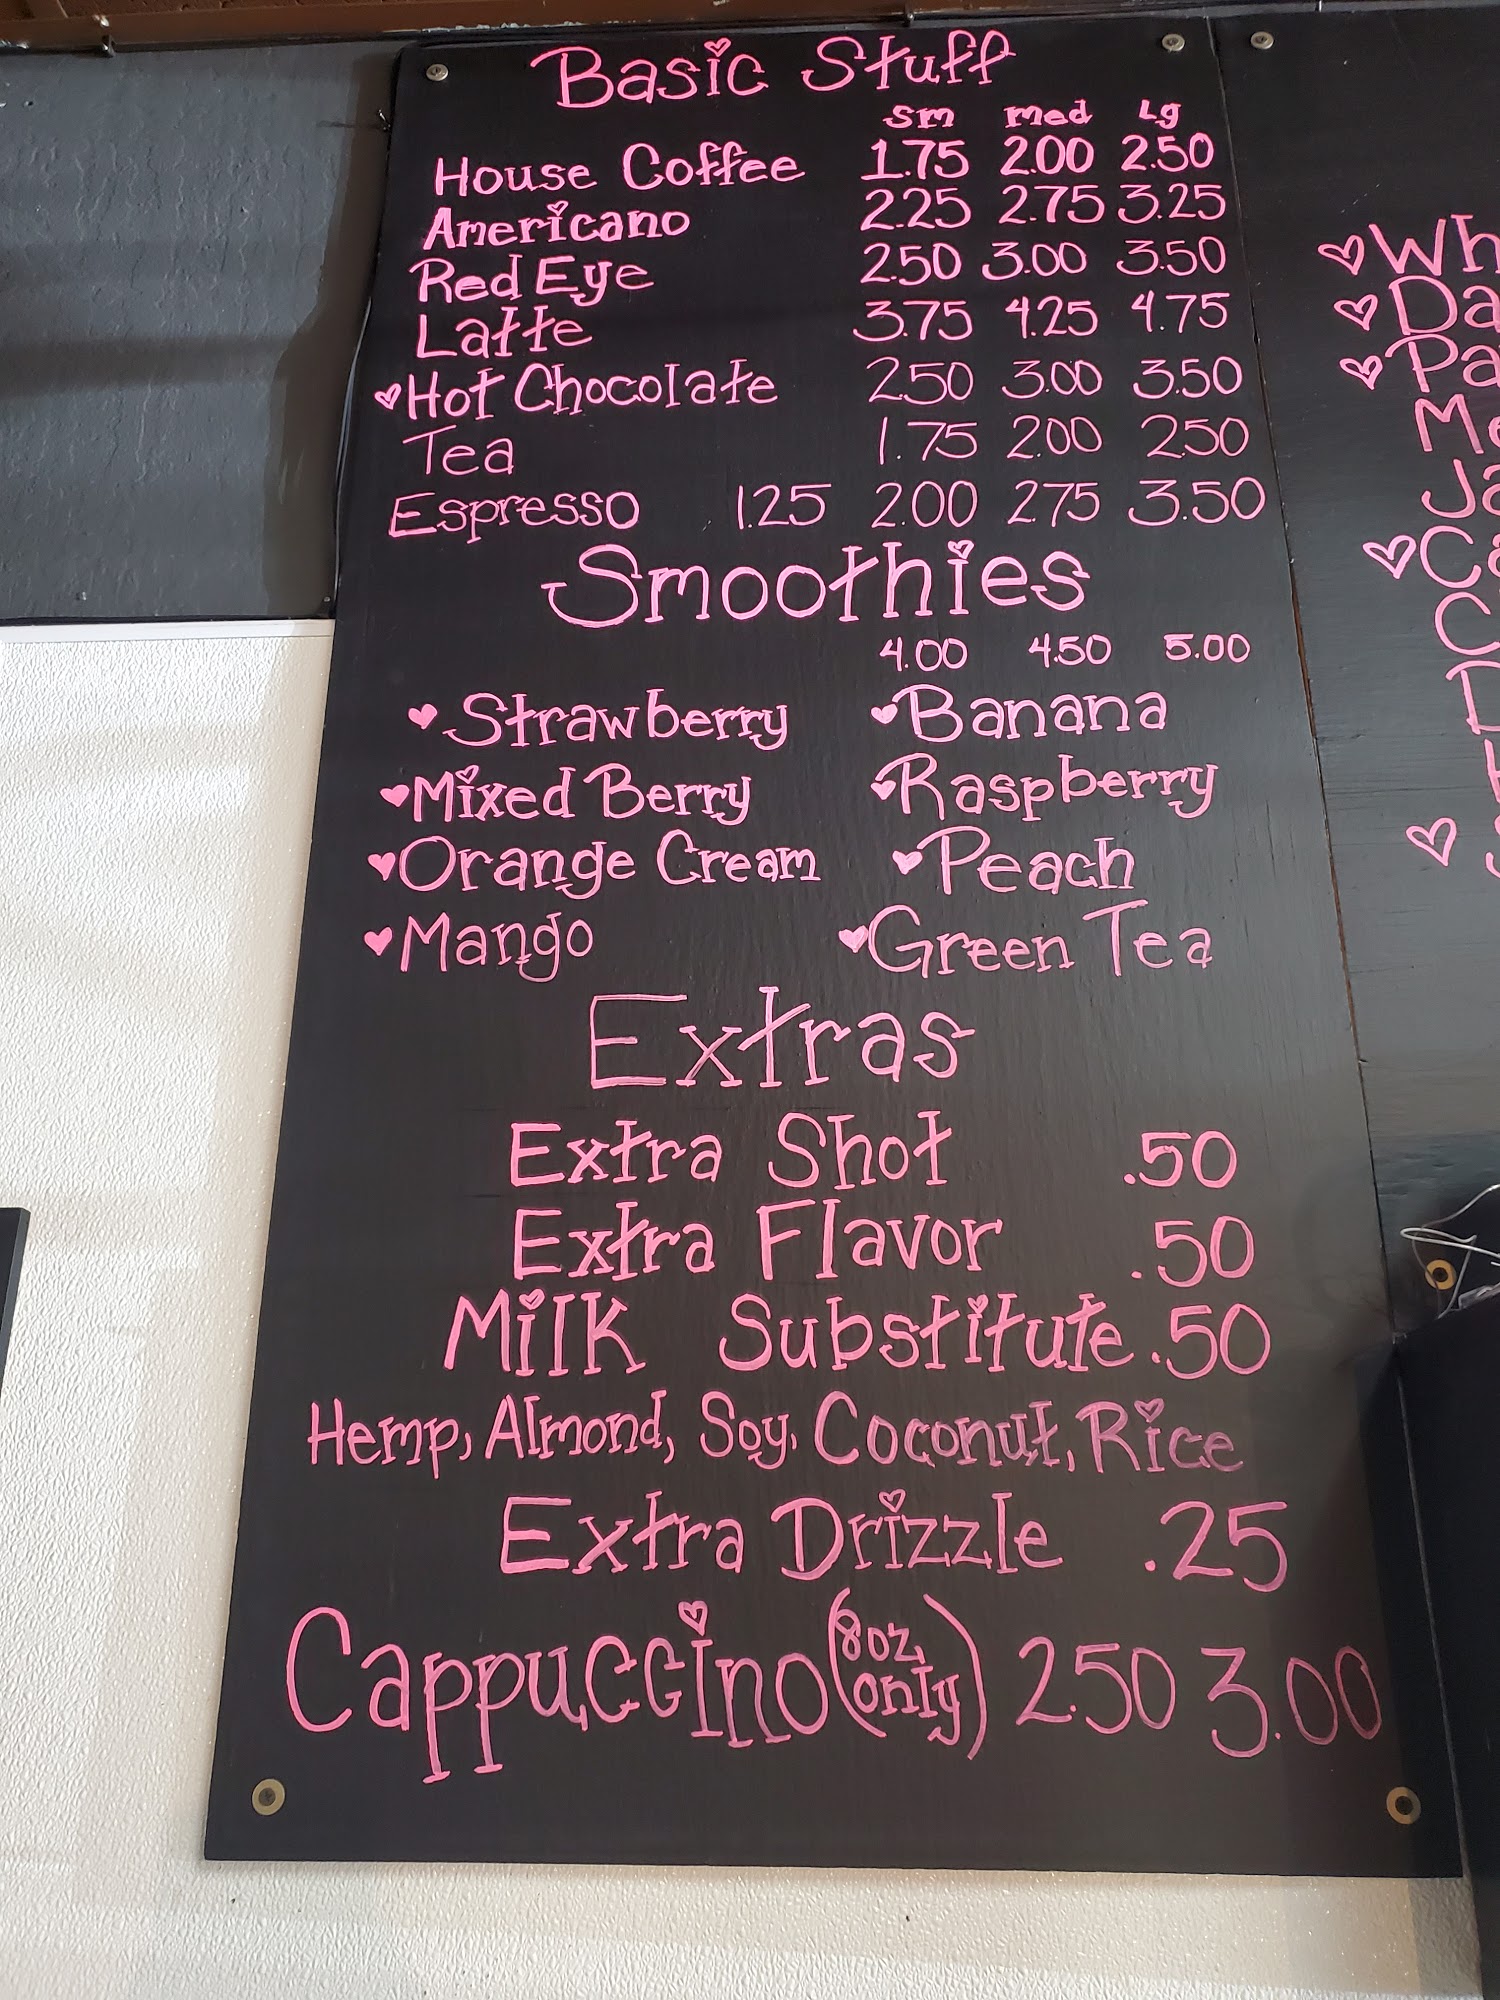 Basic Stuff
Sm Med Lg
House Coffee 1.75 2.00 2.50
Americano 2.25 2.75 3.25
Red Eye 2.50 3.00 3.50
Latte 3.75 4.25 4.75
Hot Chocolate 2.50 3.00 3.50
Tea 1.75 2.00 2.50
Espresso 1.25 2.00 2.75 3.50
Smoothies
4.00 4.50 5.00
Strawberry Banana
Mixed Berry Raspberry
Orange Cream Peach
Mango Green Tea
Extras
Extra Shot .50
Extra Flavor .50
Milk Substitute .50
Hemp, Almond, Soy, Coconut, Rice
Extra Drizzle .25
Cappuccino (8oz only) 2.50 3.00